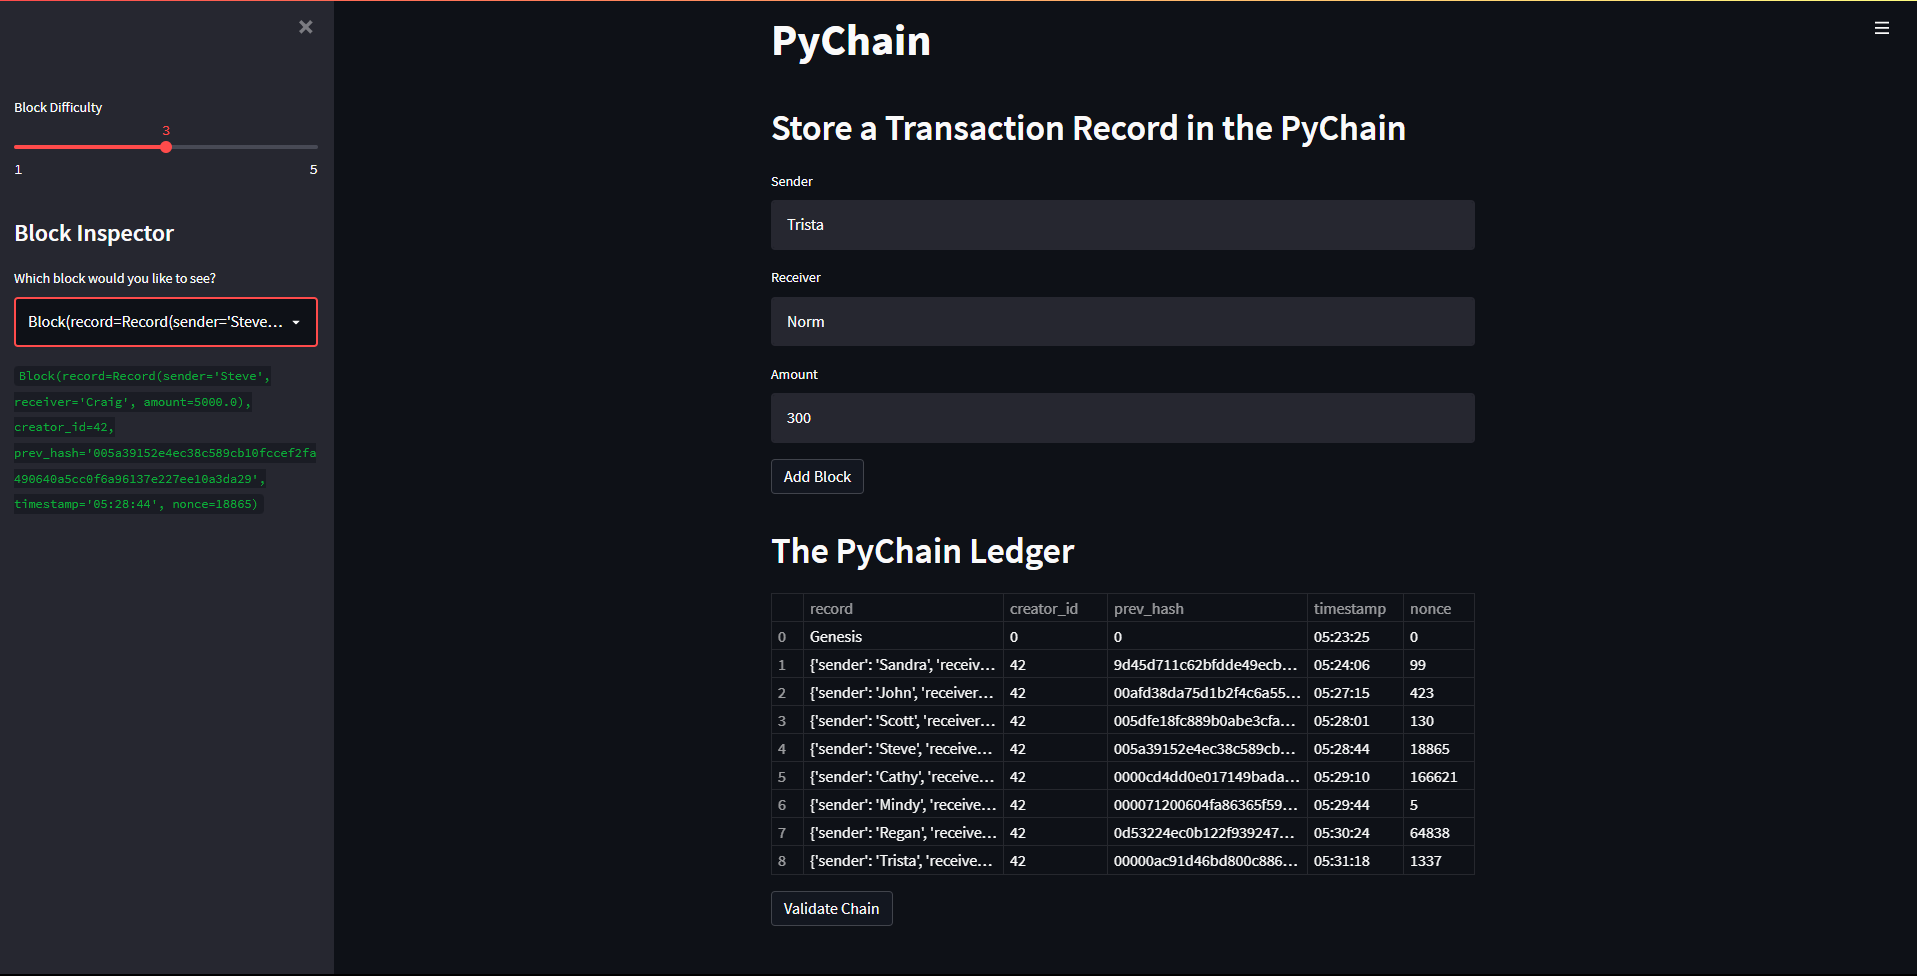 Block Difficulty
3
1 5
Block Inspector
Which block would you like to see?
Block(record=Record(sender='Steve...
Block(record=Record(sender='Steve',
receiver='Craig', amount=5000.0),
creator_id=42,
prev_hash='005a39152e4ec38c589cb10fccef2fa
490640a5cc0f6a96137e227ee10a3da29',
timestamp='05:28:44', nonce=18865)
PyChain
Store a Transaction Record in the PyChain
Sender
Trista
Receiver
Norm
Amount
300
Add Block
The PyChain Ledger
record creator_id prev_hash timestamp nonce
0 Genesis 0 0 05:23:25 0
1 {'sender': 'Sandra', 'receiv... 42 9d45d711c62bfdde49ecb... 05:24:06 99
2 {'sender': 'John', 'receiver... 42 00afd38da75d1b2f4c6a55... 05:27:15 423
3 {'sender': 'Scott', 'receiver... 42 005dfe18fc889b0abe3cfa... 05:28:01 130
4 {'sender': 'Steve', 'receive... 42 005a39152e4ec38c589cb... 05:28:44 18865
5 {'sender': 'Cathy', 'receive... 42 0000cd4dd0e017149bada... 05:29:10 166621
6 {'sender': 'Mindy', 'receive... 42 000071200604fa86365f59... 05:29:44 5
7 {'sender': 'Regan', 'receive... 42 0d53224ec0b122f939247... 05:30:24 64838
8 {'sender': 'Trista', 'receive... 42 00000ac91d46bd800c886... 05:31:18 1337
Validate Chain